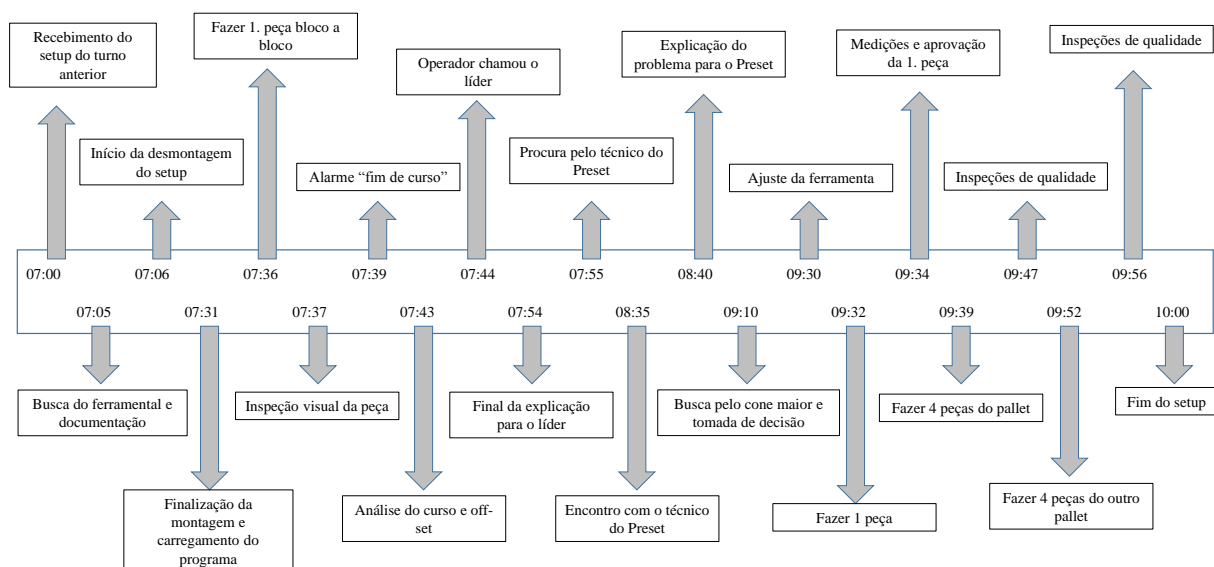 Recebimento do
setup do turno
anterior
Fazer 1. peça bloco a
bloco
Operador chamou o
líder
Explicação do
problema para o Preset
Medições e aprovação
da 1. peça
Inspeções de qualidade
Início da desmontagem
do setup
Alarme “fim de curso”
Procura pelo técnico do
Preset
Ajuste da ferramenta
Inspeções de qualidade
07:00
07:06
07:36
07:39
07:44
07:55
08:40
09:30
09:34
09:47
09:56
07:05
07:31
07:37
07:43
07:54
08:35
09:10
09:32
09:39
09:52
10:00
Busca do ferramental e
documentação
Inspeção visual da peça
Final da explicação
para o líder
Busca pelo cone maior e
tomada de decisão
Fazer 4 peças do pallet
Fim do setup
Finalização da
montagem e
carregamento do
programa
Análise do curso e off-
set
Encontro com o técnico
do Preset
Fazer 1 peça
Fazer 4 peças do outro
pallet